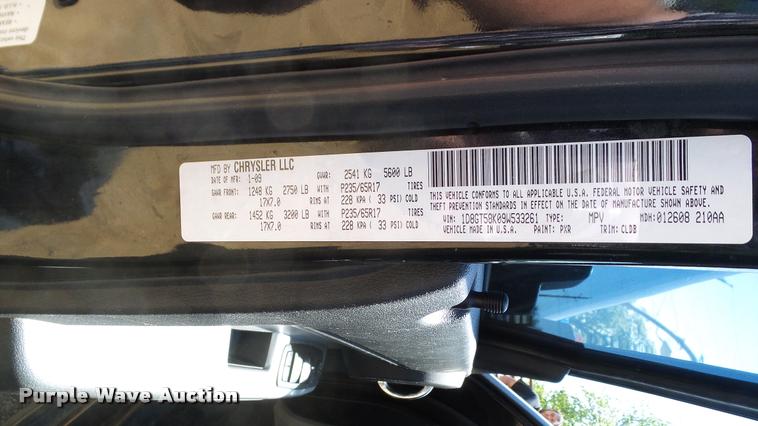 MFD BY CHRYSLER LLC
DATE OF MFR: 1-09 GVWR: 2541 KG 5600 LB
GAWR FRONT: 1248 KG 2750 LB WITH P235/65R17 TIRES
17X7.0 RIMS AT 228 KPA ( 33 PSI) COLD
GAWR REAR: 1452 KG 3200 LB WITH P235/65R17 TIRES
17X7.0 RIMS AT 228 KPA ( 33 PSI) COLD
THIS VEHICLE CONFORMS TO ALL APPLICABLE U.S.A. FEDERAL MOTOR VEHICLE SAFETY AND
THEFT PREVENTION STANDARDS IN EFFECT ON THE DATE OF MANUFACTURE SHOWN ABOVE.
VIN: 1D8GT58K09W533261 TYPE: MPV MDH: 012608 210AA
VEHICLE MADE IN U.S.A. PAINT: PXR TRIM: CLDB
Purple Wave Auction